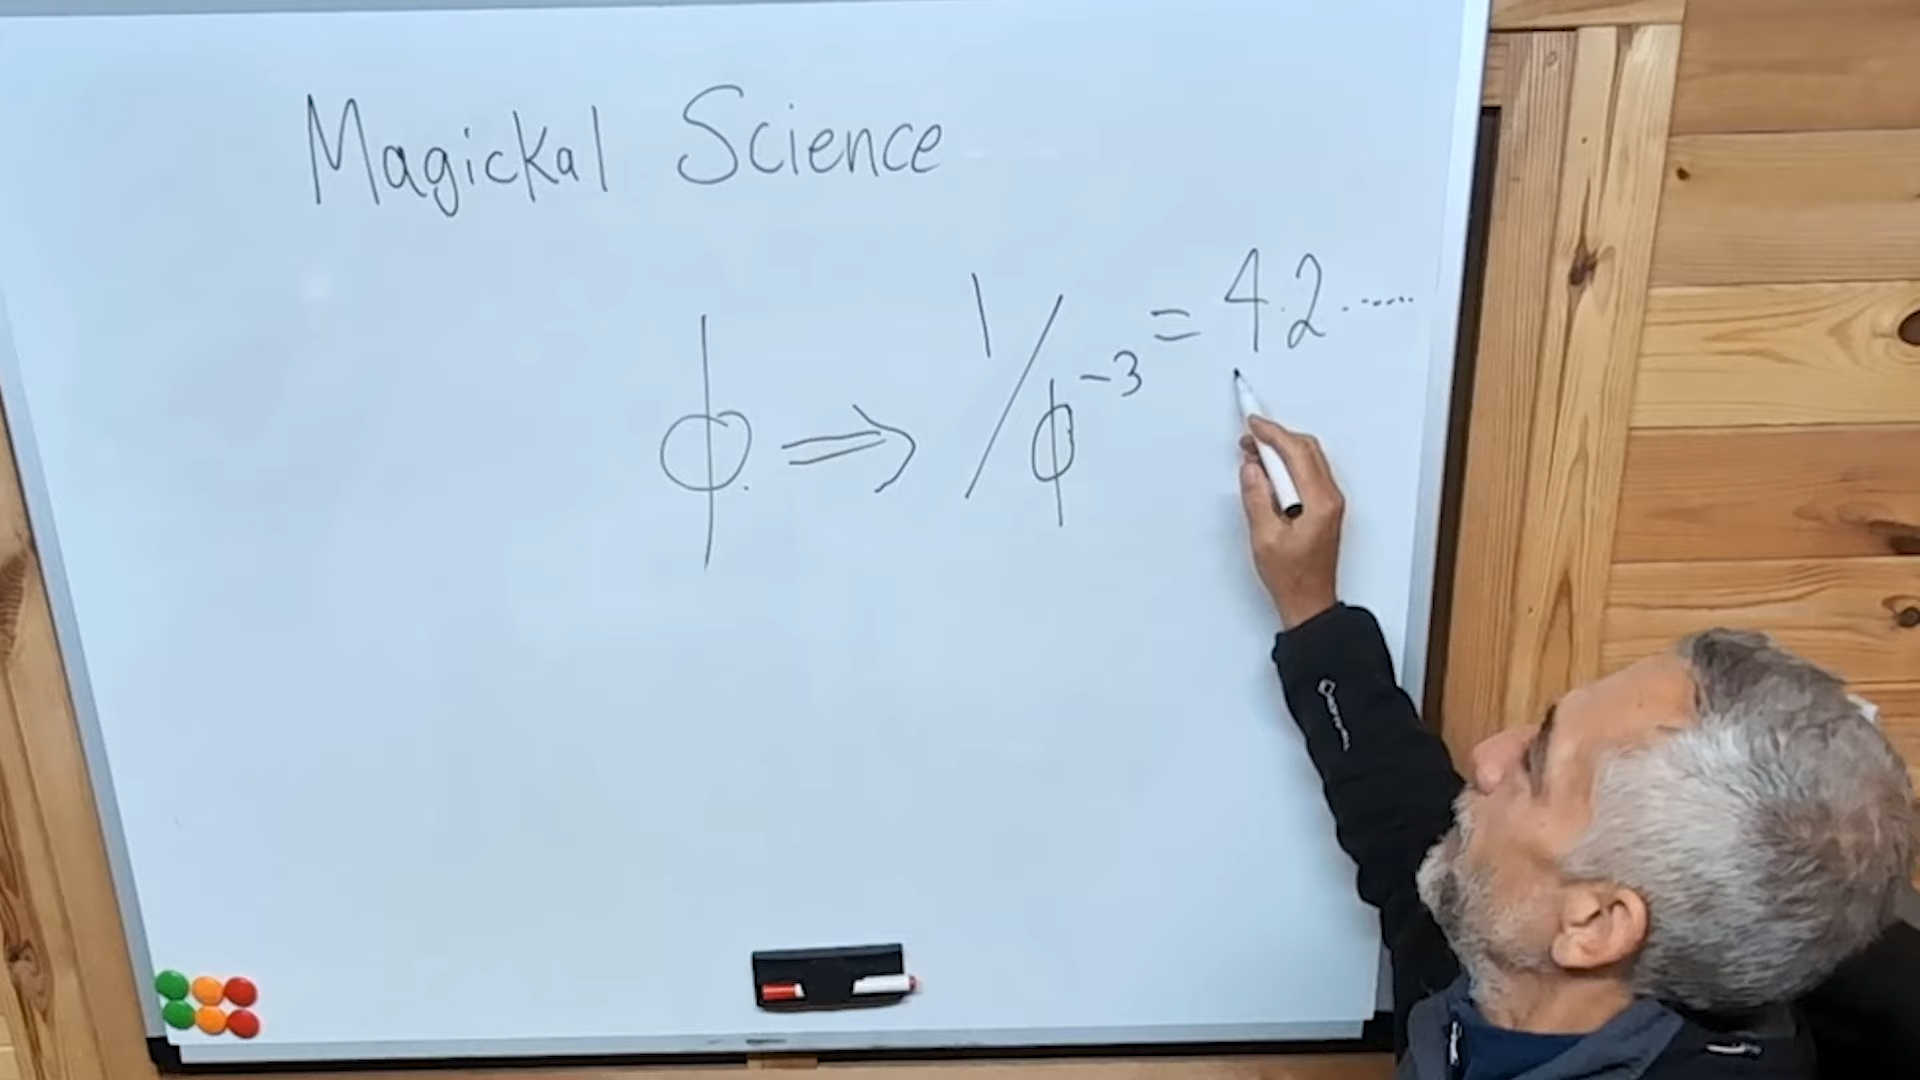 Magickal Science
ϕ. ⇒ 1/ϕ⁻³ = 4.2......